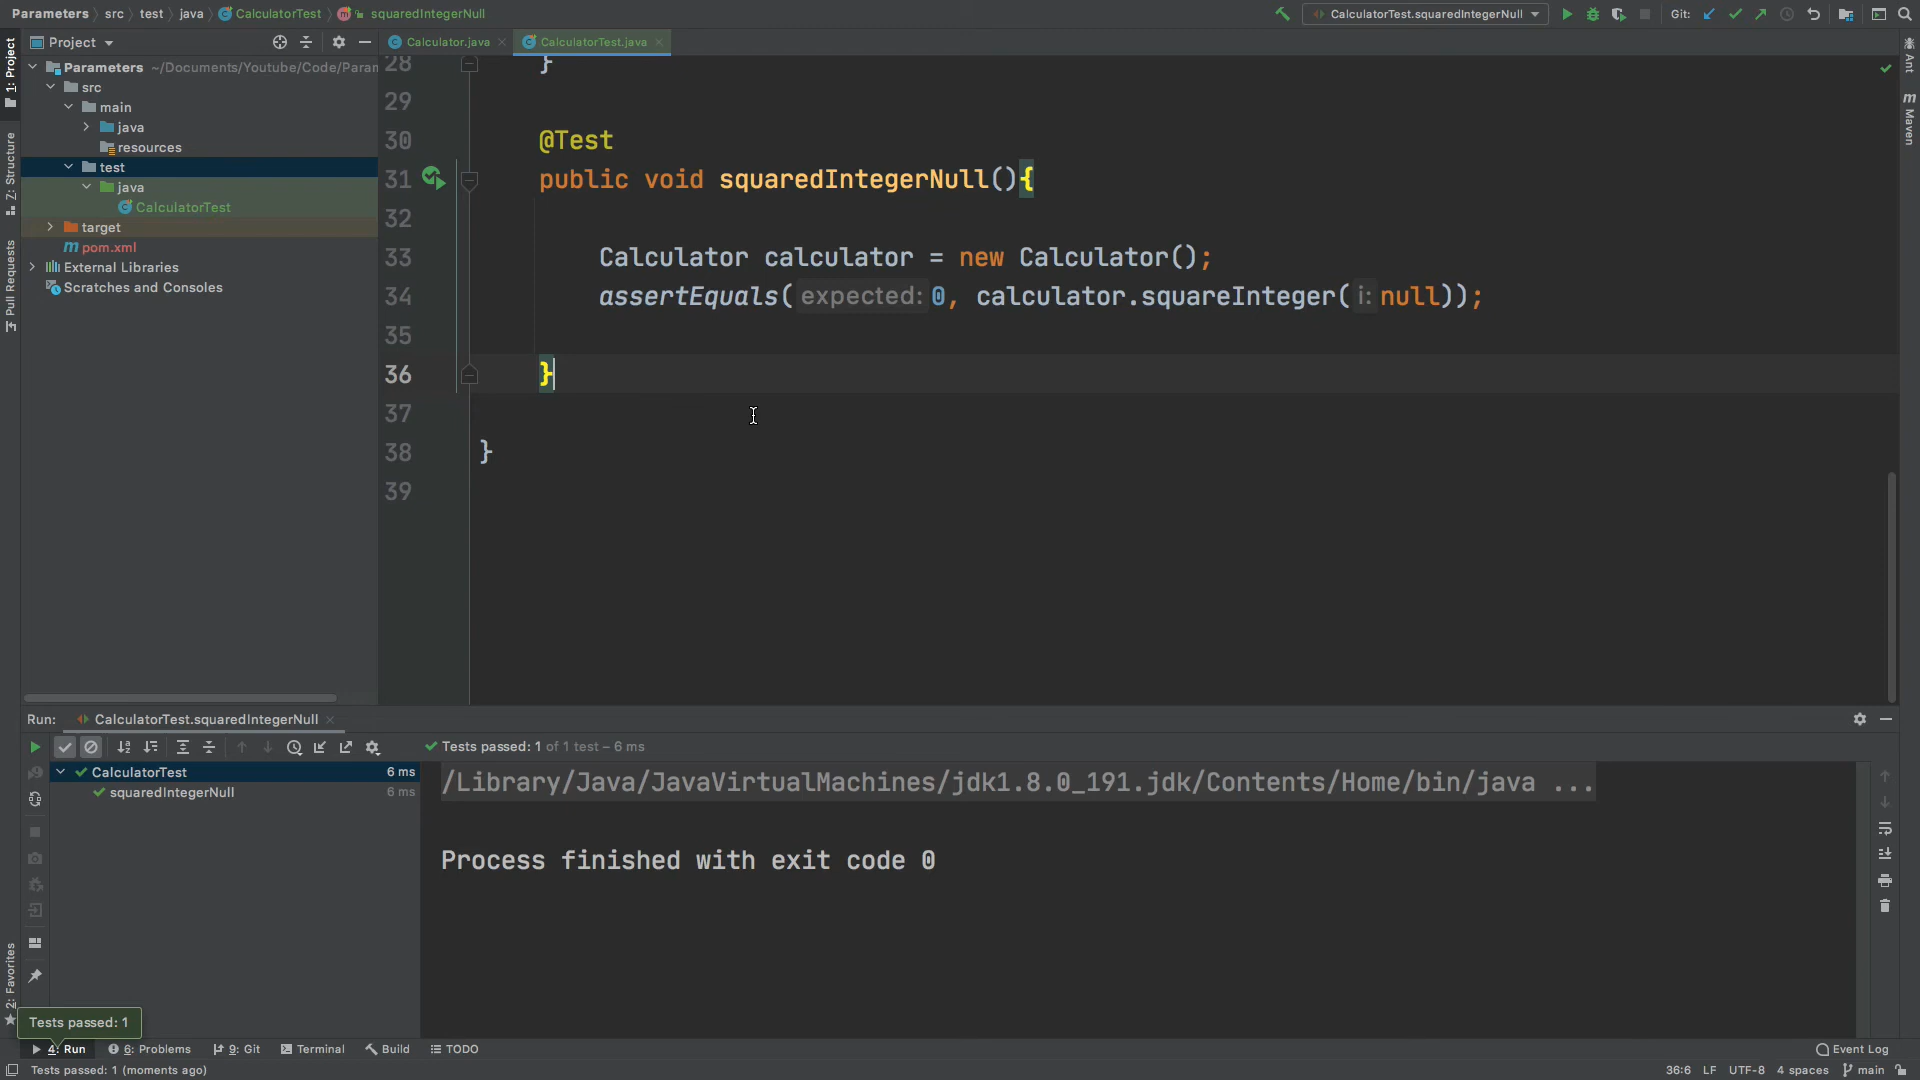 Parameters src test java CalculatorTest squaredIntegerNull
CalculatorTest.squaredIntegerNull
Git:
Project
Calculator.java
CalculatorTest.java
1: Project
Z: Structure
Pull Requests
2: Favorites
Ant
Maven
Parameters ~/Documents/Youtube/Code/Param
src
main
java
resources
test
java
CalculatorTest
target
pom.xml
External Libraries
Scratches and Consoles
28 }
29
30 @Test
31 public void squaredIntegerNull(){
32
33 Calculator calculator = new Calculator();
34 assertEquals( expected: 0, calculator.squareInteger( i: null));
35
36 }
37
38 }
39
Run: CalculatorTest.squaredIntegerNull
Tests passed: 1 of 1 test – 6 ms
CalculatorTest 6 ms
squaredIntegerNull 6 ms
/Library/Java/JavaVirtualMachines/jdk1.8.0_191.jdk/Contents/Home/bin/java ...
Process finished with exit code 0
Tests passed: 1
4: Run 6: Problems 9: Git Terminal Build TODO
Event Log
Tests passed: 1 (moments ago)
36:6 LF UTF-8 4 spaces main